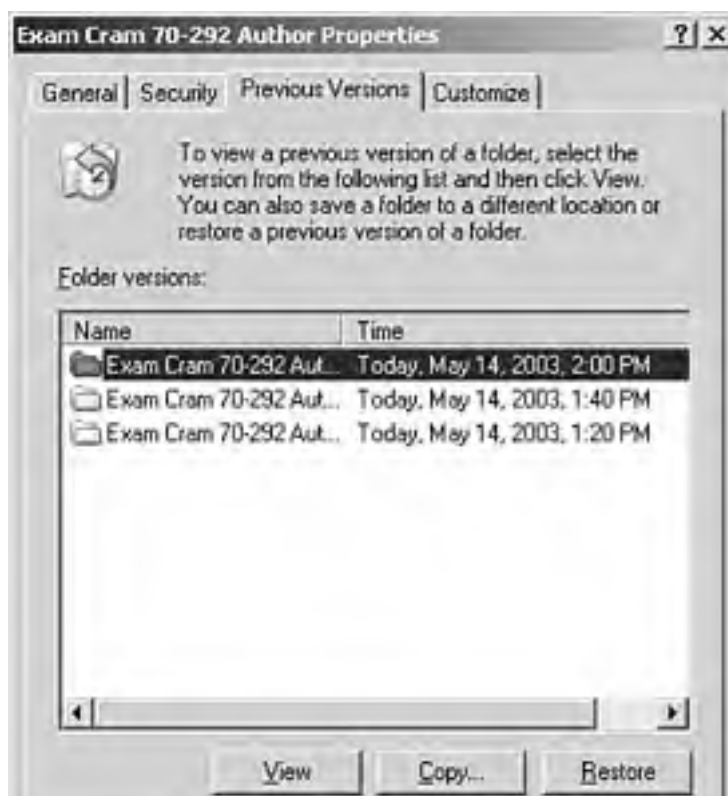 Exam Cram 70-292 Author Properties
? ×
General Security Previous Versions Customize
To view a previous version of a folder, select the
version from the following list and then click View.
You can also save a folder to a different location or
restore a previous version of a folder.
Folder versions:
Name Time
Exam Cram 70-292 Aut... Today, May 14, 2003, 2:00 PM
Exam Cram 70-292 Aut... Today, May 14, 2003, 1:40 PM
Exam Cram 70-292 Aut... Today, May 14, 2003, 1:20 PM
View Copy... Restore